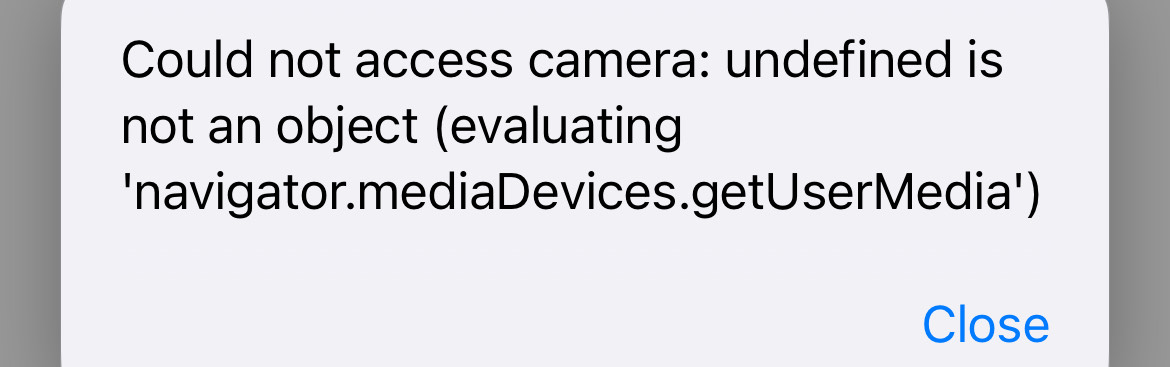 Could not access camera: undefined is
not an object (evaluating
'navigator.mediaDevices.getUserMedia')
Close